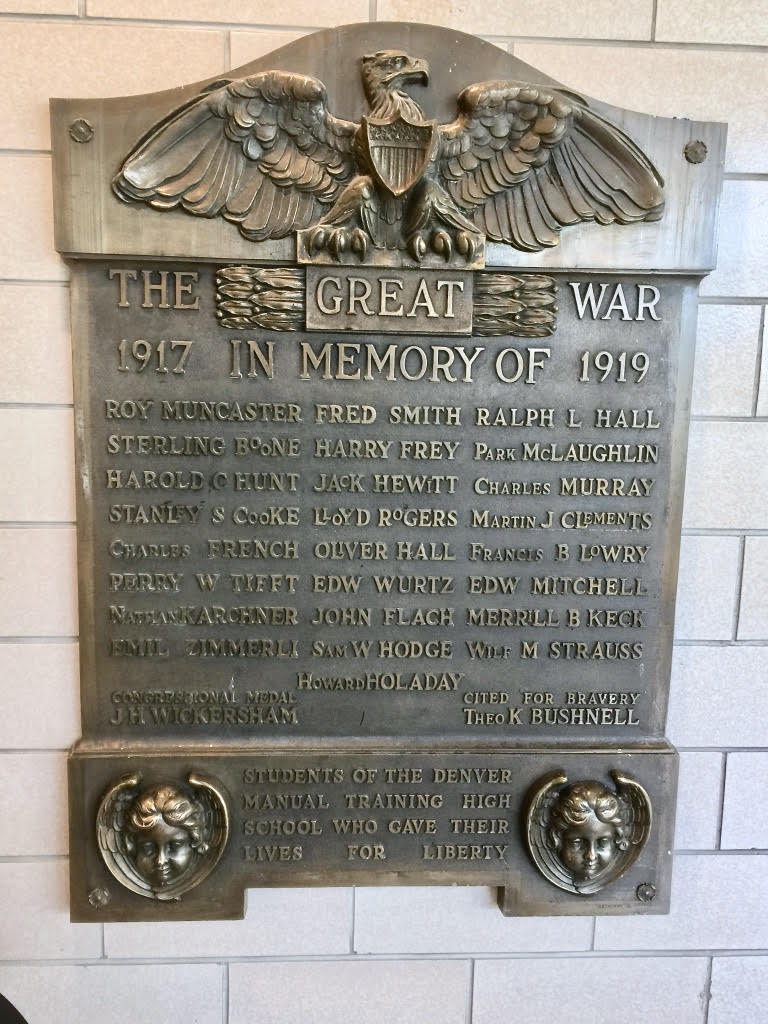 THE GREAT WAR
1917 IN MEMORY OF 1919
ROY MUNCASTER FRED SMITH RALPH L HALL
STERLING BOONE HARRY FREY PARK MCLAUGHLIN
HAROLD C HUNT JACK HEWITT CHARLES MURRAY
STANLEY S COOKE LLOYD ROGERS MARTIN J CLEMENTS
CHARLES FRENCH OLIVER HALL FRANCIS B LOWRY
PERRY W TIFFT EDW WURTZ EDW MITCHELL
NATHAN KARCHNER JOHN FLACH MERRILL B KECK
EMIL ZIMMERLI SAM W HODGE WILF M STRAUSS
HOWARD HOLADAY
CONGRESSIONAL MEDAL CITED FOR BRAVERY
J.H. WICKERSHAM THEO K BUSHNELL
STUDENTS OF THE DENVER
MANUAL TRAINING HIGH
SCHOOL WHO GAVE THEIR
LIVES FOR LIBERTY